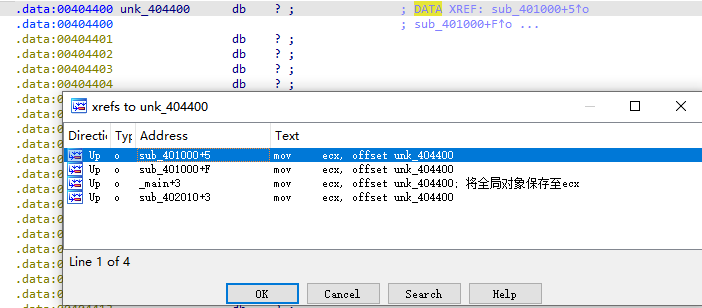 .data:00404400 unk_404400 db ? ; ; DATA XREF: sub_401000+5↑o
.data:00404400 ; sub_401000+F↑o ...
.data:00404401 db ? ;
.data:00404402 db ? ;
.data:00404403 db ? ;
.data:00404404 db ? ;
xrefs to unk_404400
Directio Typ Address Text
Up o sub_401000+5 mov ecx, offset unk_404400
Up o sub_401000+F mov ecx, offset unk_404400
Up o _main+3 mov ecx, offset unk_404400; 将全局对象保存至ecx
Up o sub_402010+3 mov ecx, offset unk_404400
Line 1 of 4
OK Cancel Search Help